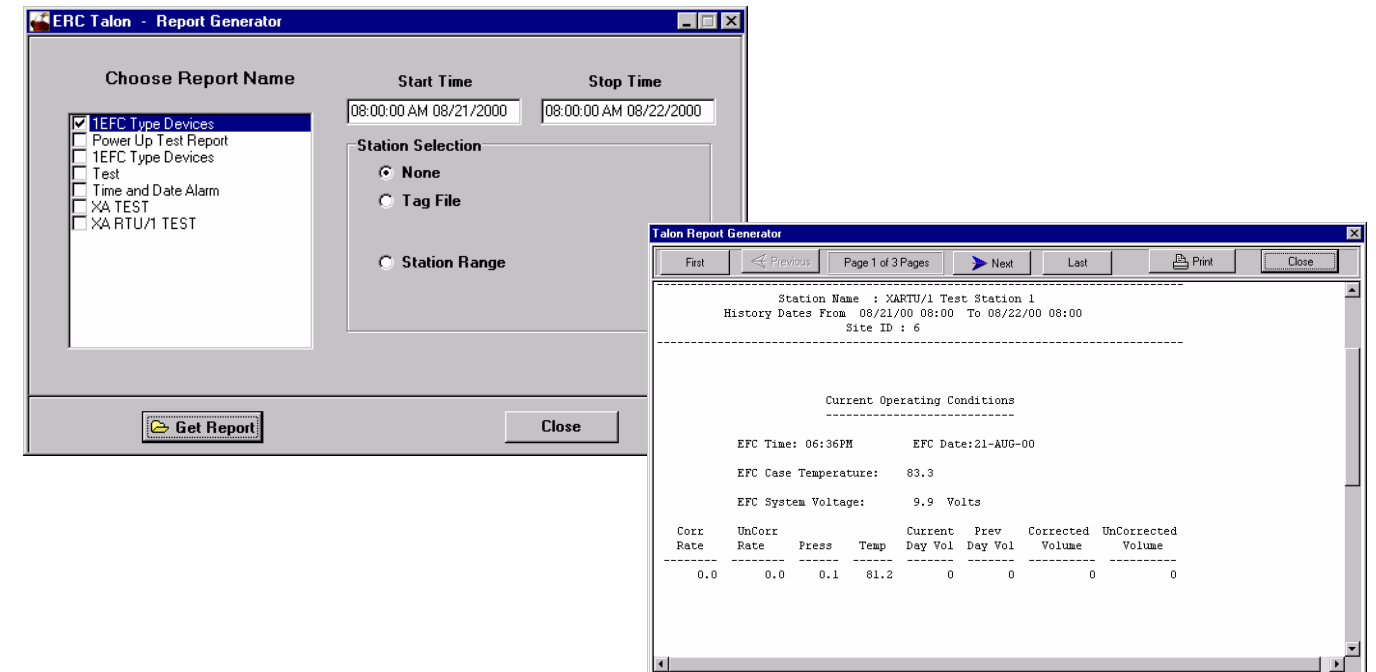 ERC Talon - Report Generator
Choose Report Name
Start Time
Stop Time
08:00:00 AM 08/21/2000
08:00:00 AM 08/22/2000
1EFC Type Devices
Power Up Test Report
1EFC Type Devices
Test
Time and Date Alarm
XA TEST
XA RTU/1 TEST
Station Selection
None
Tag File
Station Range
Get Report
Close
Talon Report Generator
First
Previous
Page 1 of 3 Pages
Next
Last
Print
Close
Station Name : XARTU/1 Test Station 1
History Dates From 08/21/00 08:00 To 08/22/00 08:00
Site ID : 6
Current Operating Conditions
EFC Time: 06:36PM EFC Date:21-AUG-00
EFC Case Temperature: 83.3
EFC System Voltage: 9.9 Volts
Corr UnCorr Current Prev Corrected UnCorrected
Rate Rate Press Temp Day Vol Day Vol Volume Volume
0.0 0.0 0.1 81.2 0 0 0 0